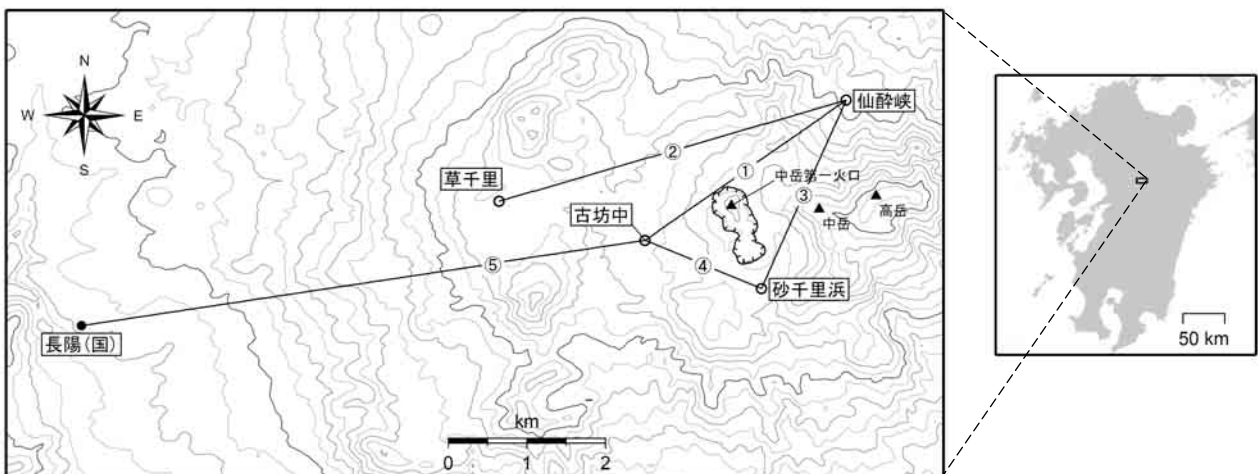 N
W
E
S
仙酔峡
②
①
草千里
中岳第一火口
③
古坊中
中岳
高岳
⑤
④
砂千里浜
長陽(国)
km
0
1
2
50 km